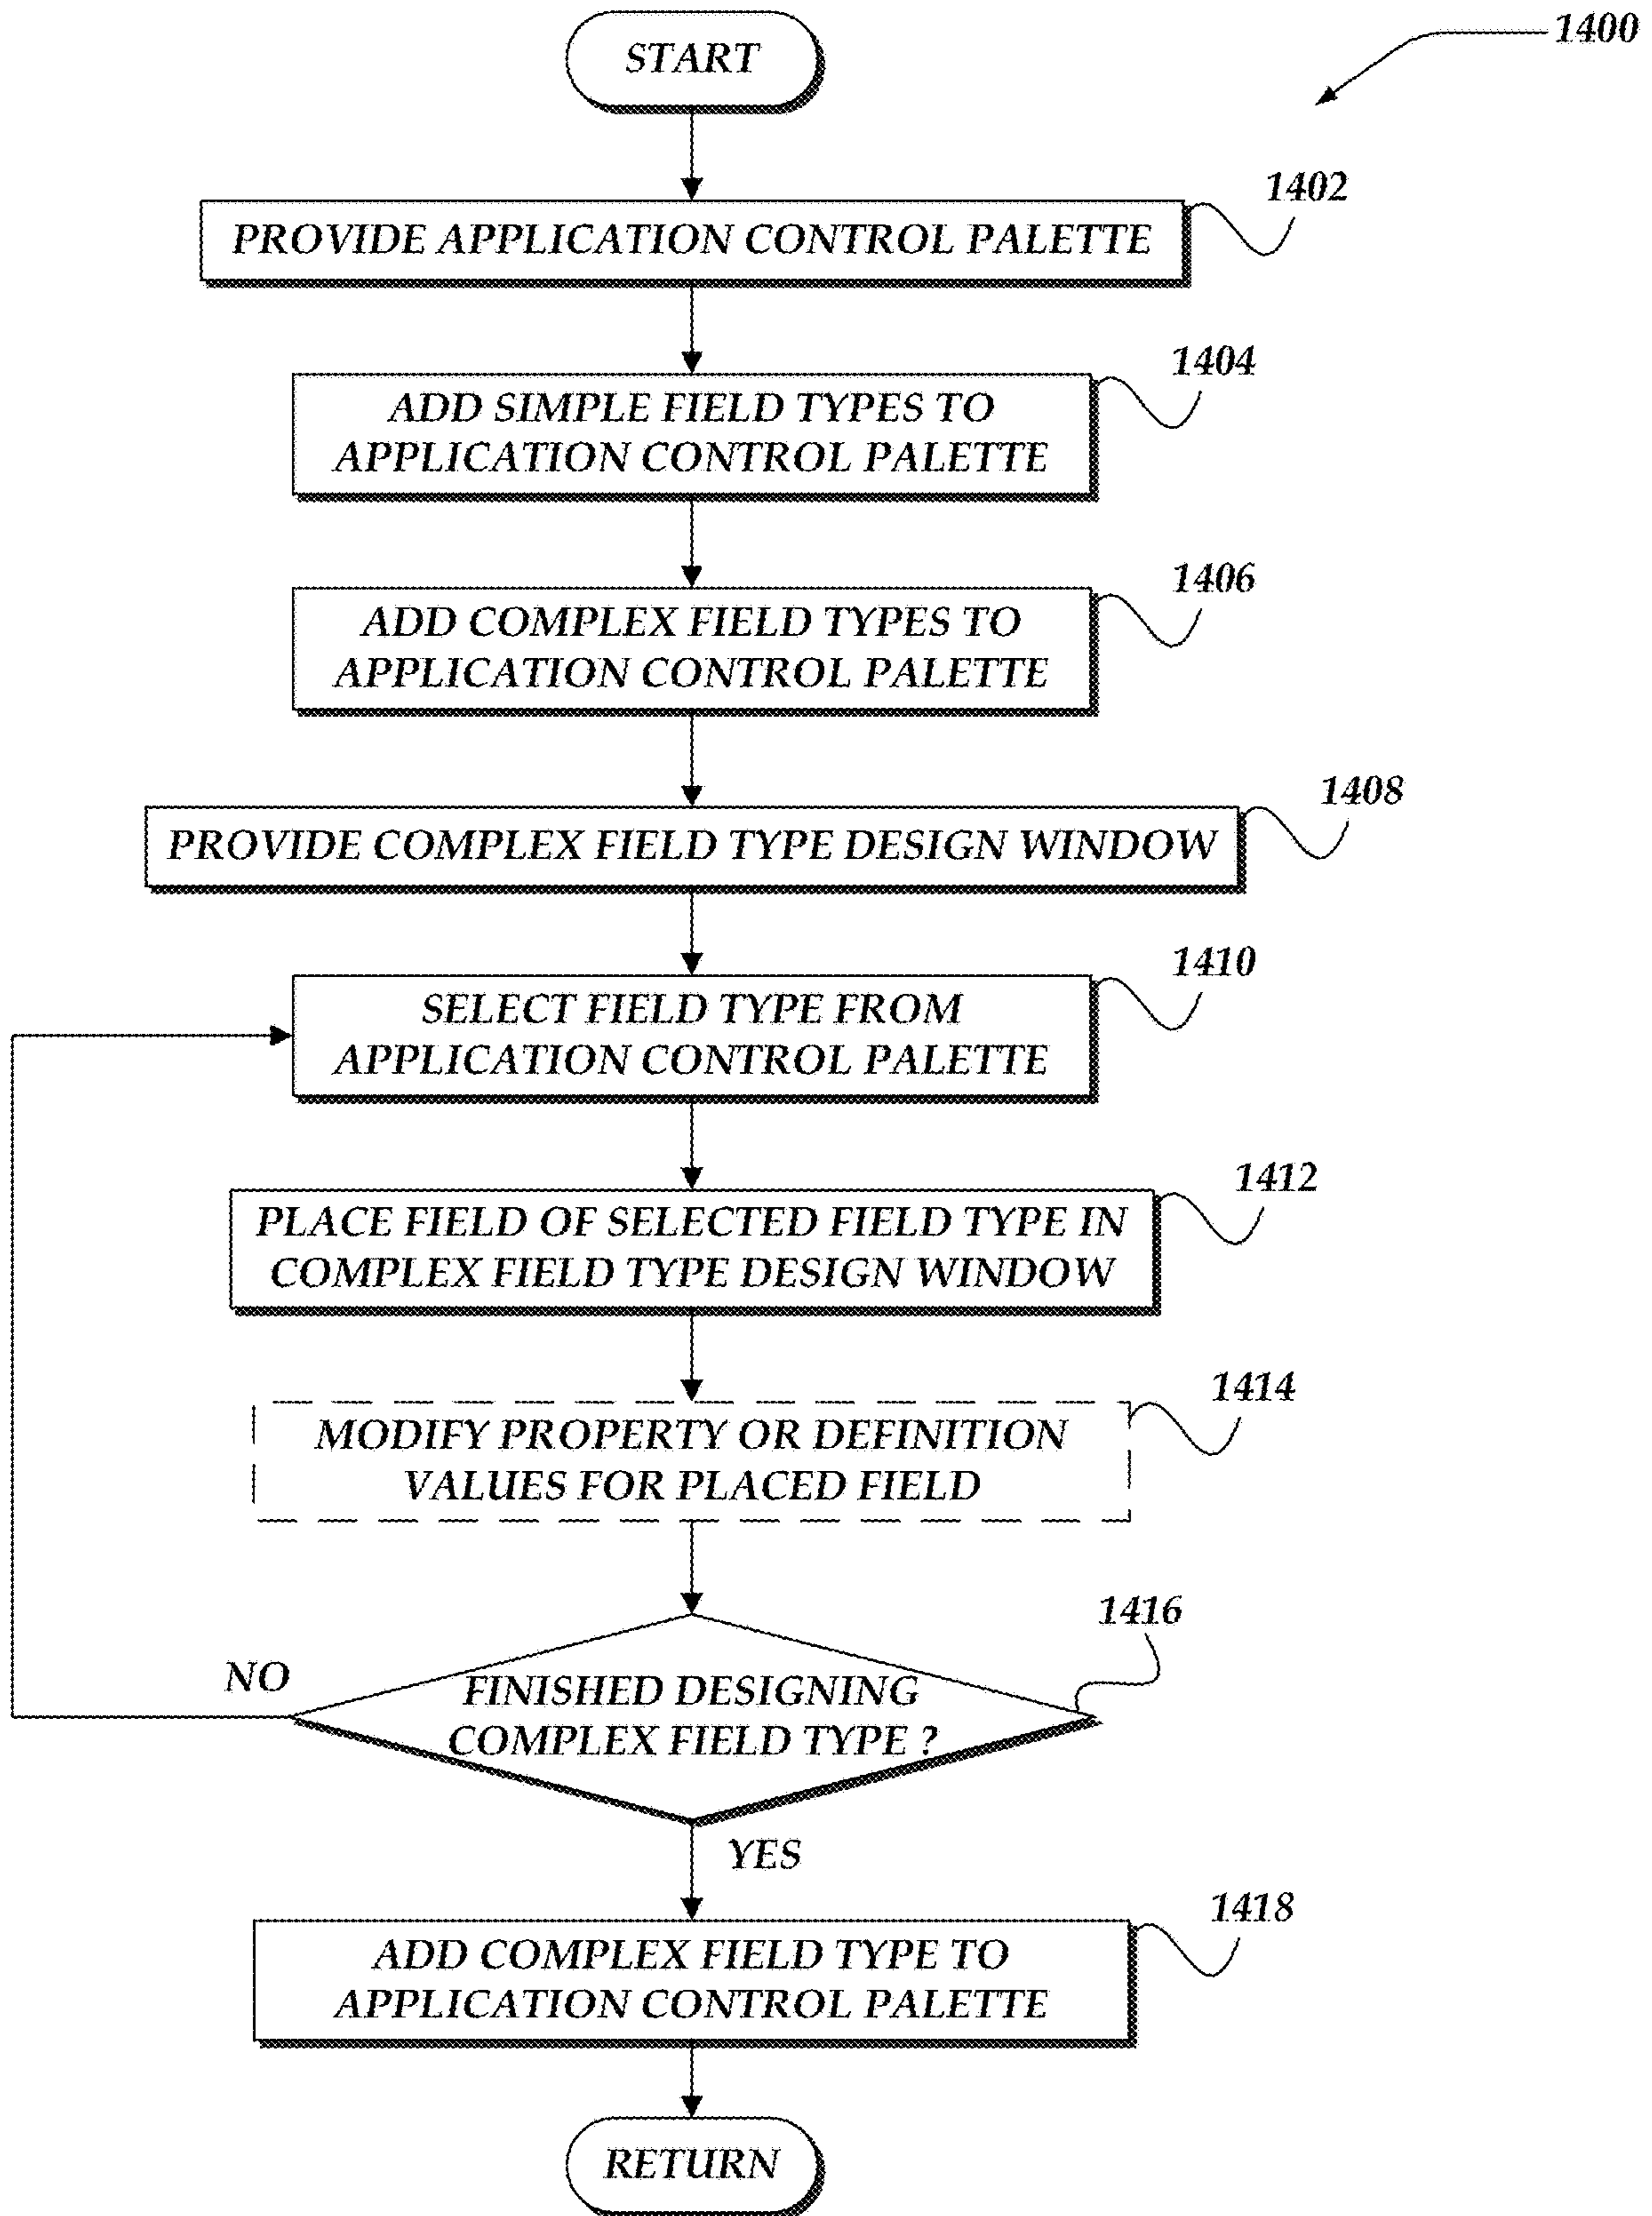 START
1400
1402
PROVIDE APPLICATION CONTROL PALETTE
1404
ADD SIMPLE FIELD TYPES TO
APPLICATION CONTROL PALETTE
1406
ADD COMPLEX FIELD TYPES TO
APPLICATION CONTROL PALETTE
1408
PROVIDE COMPLEX FIELD TYPE DESIGN WINDOW
1410
SELECT FIELD TYPE FROM
APPLICATION CONTROL PALETTE
1412
PLACE FIELD OF SELECTED FIELD TYPE IN
COMPLEX FIELD TYPE DESIGN WINDOW
1414
MODIFY PROPERTY OR DEFINITION
VALUES FOR PLACED FIELD
1416
NO
FINISHED DESIGNING
COMPLEX FIELD TYPE ?
YES
1418
ADD COMPLEX FIELD TYPE TO
APPLICATION CONTROL PALETTE
RETURN